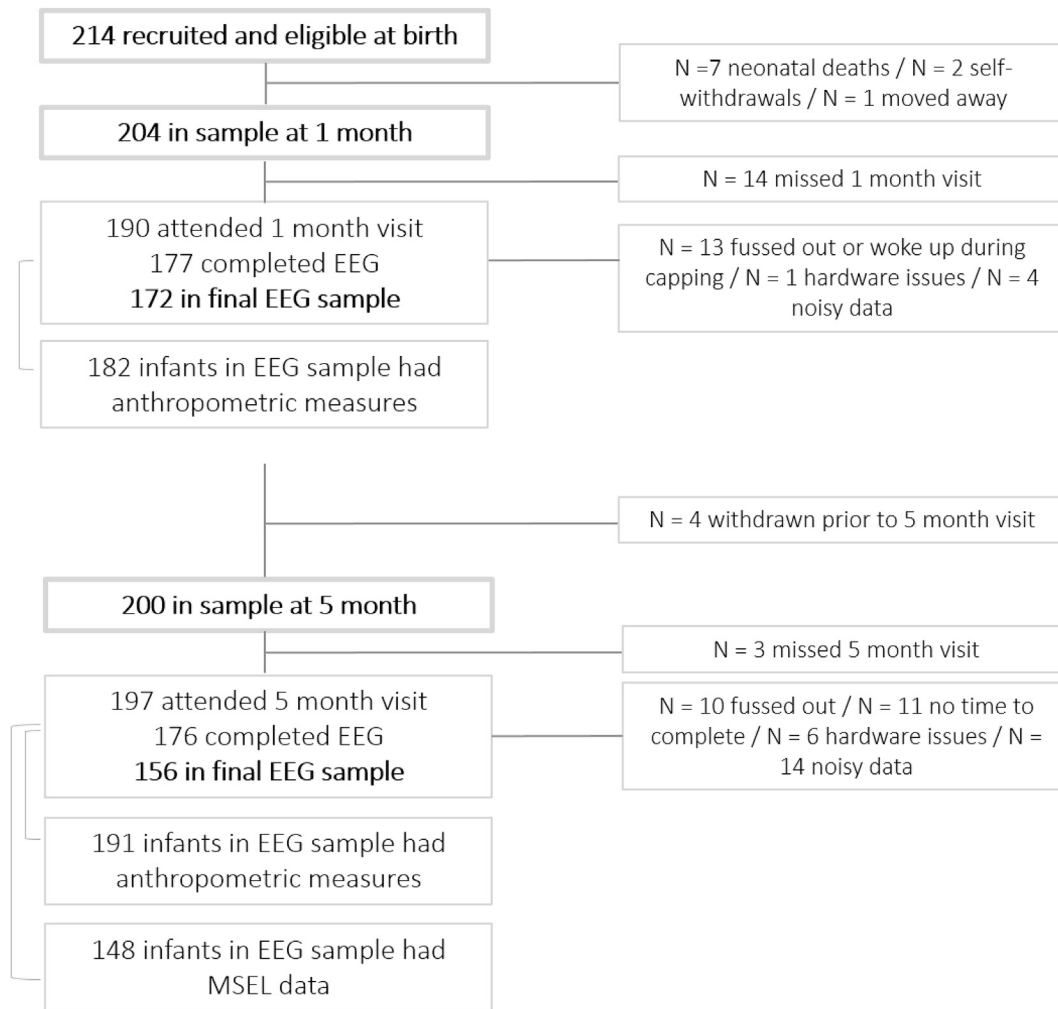 214 recruited and eligible at birth
N =7 neonatal deaths / N = 2 self-
withdrawals / N = 1 moved away
204 in sample at 1 month
N = 14 missed 1 month visit
190 attended 1 month visit
177 completed EEG
172 in final EEG sample
N = 13 fussed out or woke up during
capping / N = 1 hardware issues / N = 4
noisy data
182 infants in EEG sample had
anthropometric measures
N = 4 withdrawn prior to 5 month visit
200 in sample at 5 month
N = 3 missed 5 month visit
197 attended 5 month visit
176 completed EEG
156 in final EEG sample
N = 10 fussed out / N = 11 no time to
complete / N = 6 hardware issues / N =
14 noisy data
191 infants in EEG sample had
anthropometric measures
148 infants in EEG sample had
MSEL data